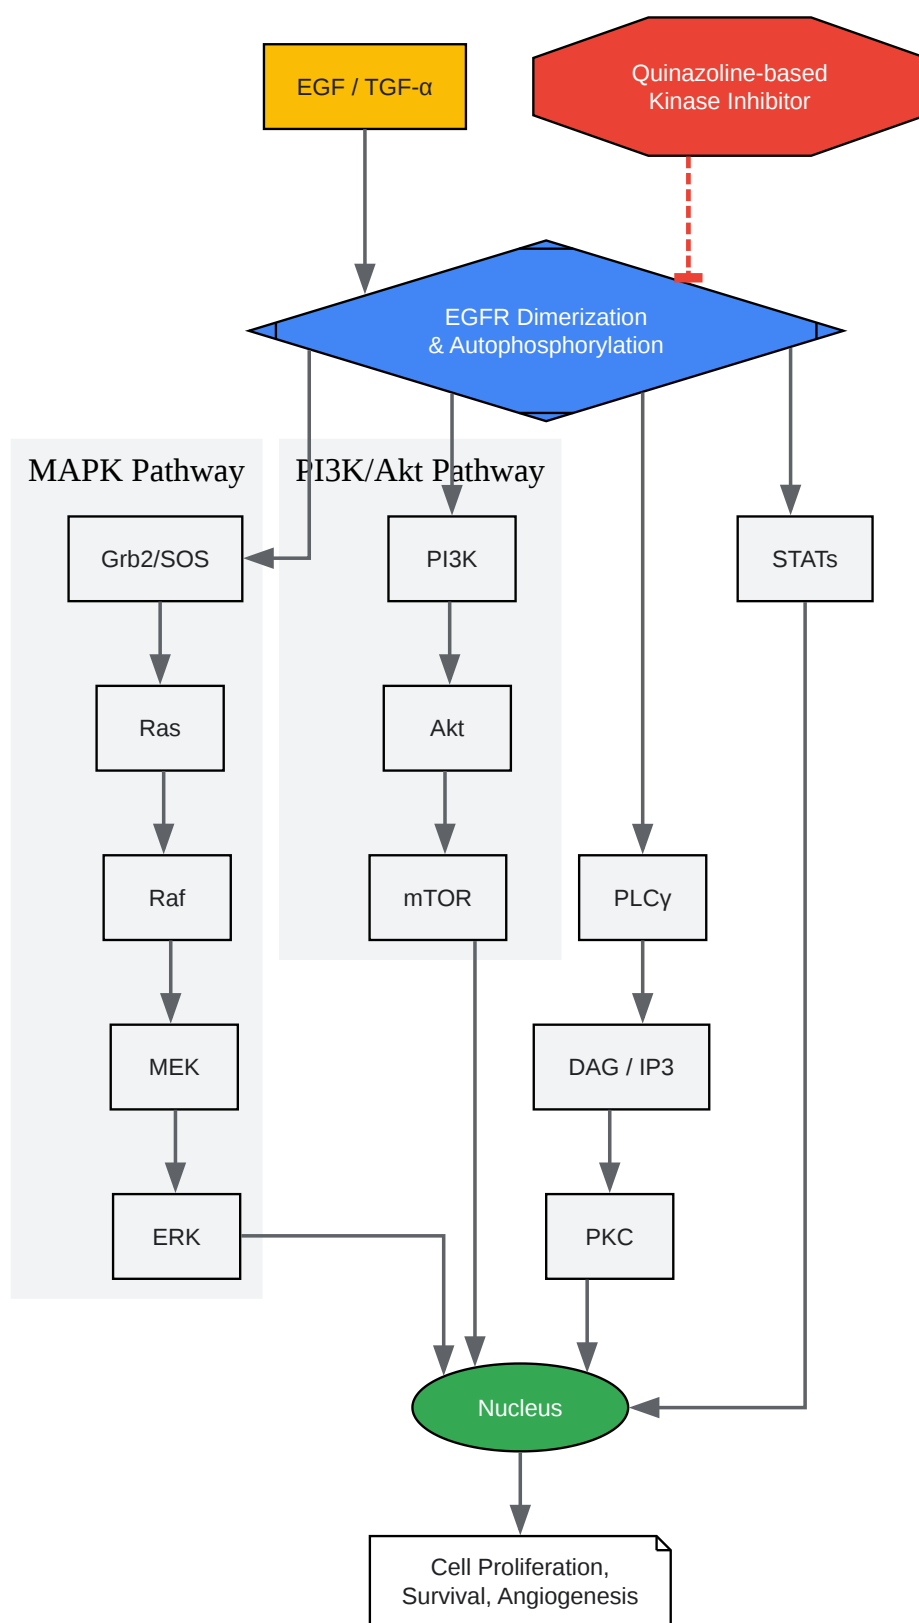 EGF / TGF-α
Quinazoline-based
Kinase Inhibitor
EGFR Dimerization
& Autophosphorylation
MAPK Pathway
PI3K/Akt Pathway
Grb2/SOS
PI3K
STATs
Ras
Akt
Raf
mTOR
PLCγ
MEK
DAG / IP3
ERK
PKC
Nucleus
Cell Proliferation,
Survival, Angiogenesis